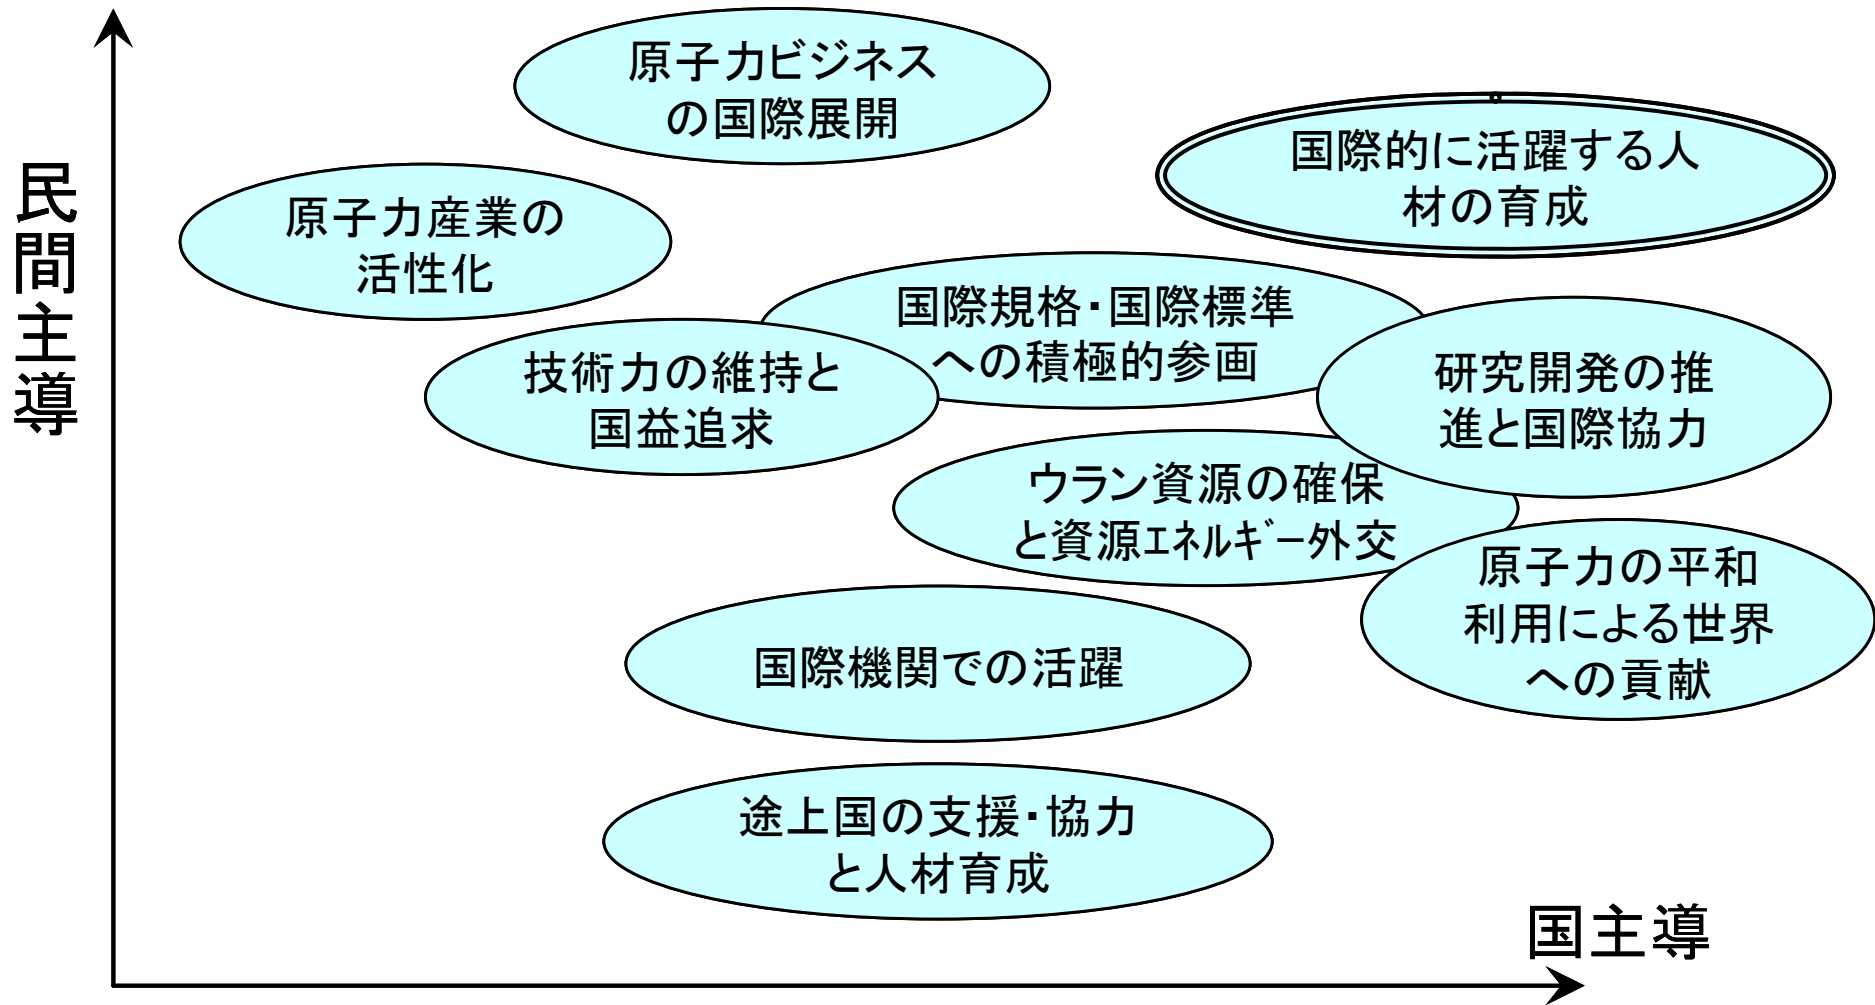 民間主導
原子力ビジネス
の国際展開
国際的に活躍する人
材の育成
原子力産業の
活性化
国際規格・国際標準
への積極的参画
技術力の維持と
国益追求
研究開発の推
進と国際協力
ウラン資源の確保
と資源ｴﾈﾙｷﾞｰ外交
原子力の平和
利用による世界
への貢献
国際機関での活躍
途上国の支援・協力
と人材育成
国主導